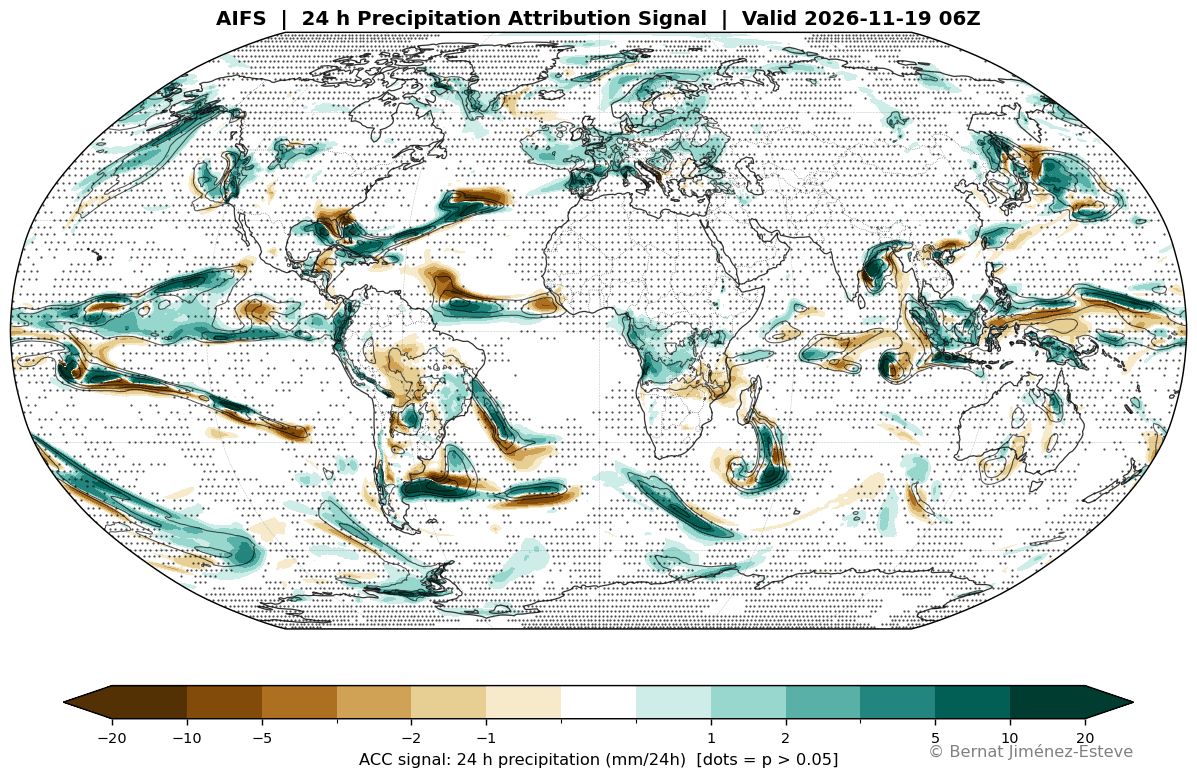 AIFS | 24 h Precipitation Attribution Signal | Valid 2026-11-19 06Z
−20 −10 −5 −2 −1 1 2 5 10 20
© Bernat Jiménez-Esteve
ACC signal: 24 h precipitation (mm/24h) [dots = p > 0.05]